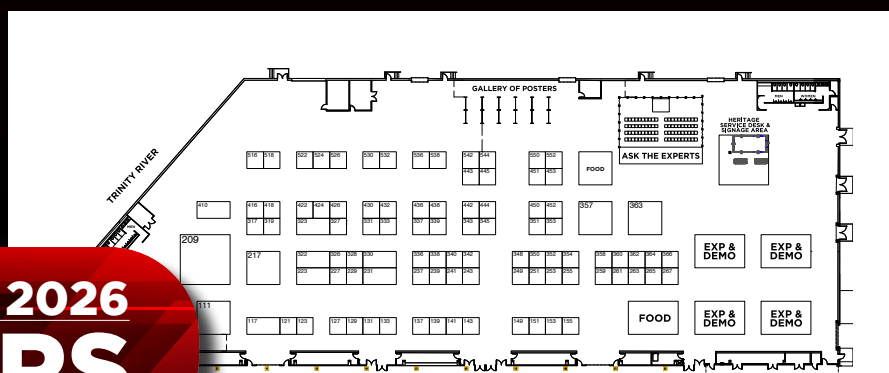 GALLERY OF POSTERS
MEN WOMEN
HERITAGE
SERVICE DESK &
SIGNAGE AREA
ASK THE EXPERTS
TRINITY RIVER
516 518 522 524 526 530 532 536 538 542 544 550 552
FOOD
443 445 451 453
410 416 418 422 424 426 430 432 436 438 442 444 450 452 357 363
317 319 323 327 331 333 337 339 343 345 351 353
MEN
209
217 322 326 328 330 336 338 340 342 348 350 352 354 358 360 362 364 366
EXP &
DEMO
EXP &
DEMO
223 227 229 231 237 239 241 243 249 251 253 255 259 261 263 265 267
111
117 121 123 127 129 131 133 137 139 141 143 149 151 153 155
FOOD
EXP &
DEMO
EXP &
DEMO
2026